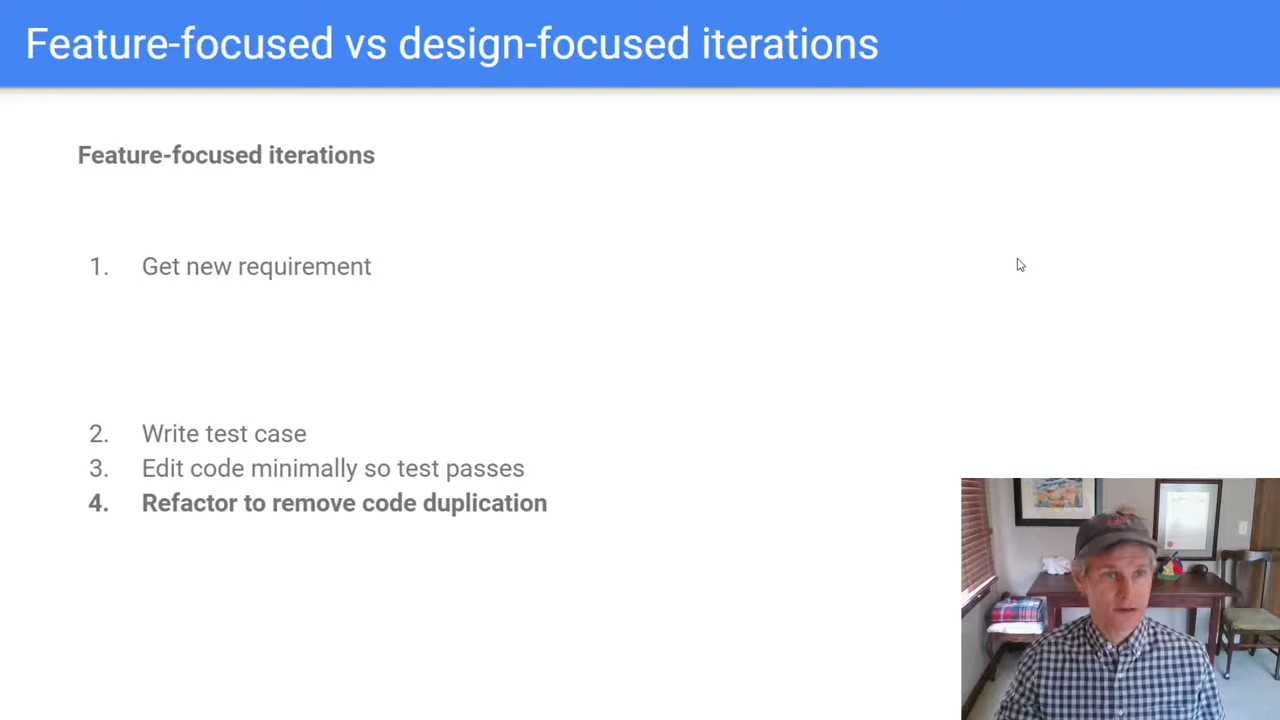 Feature-focused vs design-focused iterations
Feature-focused iterations
1. Get new requirement
2. Write test case
3. Edit code minimally so test passes
4. Refactor to remove code duplication